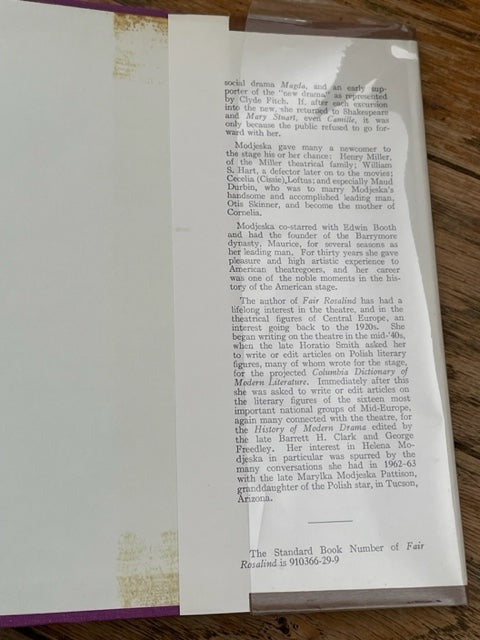 social drama Magda, and an early sup-
porter of the "new drama" as represented
by Clyde Fitch. If, after each excursion
into the new, she returned to Shakespeare
and Mary Stuart, even Camille, it was
only because the public refused to go for-
ward with her.
Modjeska gave many a newcomer to
the stage his or her chance: Henry Miller,
of the Miller theatrical family; William
S. Hart, a defector later on to the movies;
Cecelia (Cissie) Loftus; and especially Maud
Durbin, who was to marry Modjeska's
handsome and accomplished leading man,
Otis Skinner, and become the mother of
Cornelia.
Modjeska co-starred with Edwin Booth
and had the founder of the Barrymore
dynasty, Maurice, for several seasons as
her leading man. For thirty years she gave
pleasure and high artistic experience to
American theatregoers, and her career
was one of the noble moments in the his-
tory of the American stage.
The author of Fair Rosalind has had a
lifelong interest in the theatre, and in the
theatrical figures of Central Europe, an
interest going back to the 1920s. She
began writing on the theatre in the mid-'40s,
when the late Horatio Smith asked her
to write or edit articles on Polish literary
figures, many of whom wrote for the stage,
for the projected Columbia Dictionary of
Modern Literature. Immediately after this
she was asked to write or edit articles on
the literary figures of the sixteen most
important national groups of Mid-Europe,
again many connected with the theatre, for
the History of Modern Drama edited by
the late Barrett H. Clark and George
Freedley. Her interest in Helena Mo-
djeska in particular was spurred by the
many conversations she had in 1962-63
with the late Marylka Modjeska Pattison,
granddaughter of the Polish star, in Tucson,
Arizona.
The Standard Book Number of Fair
Rosalind is 910366-29-9